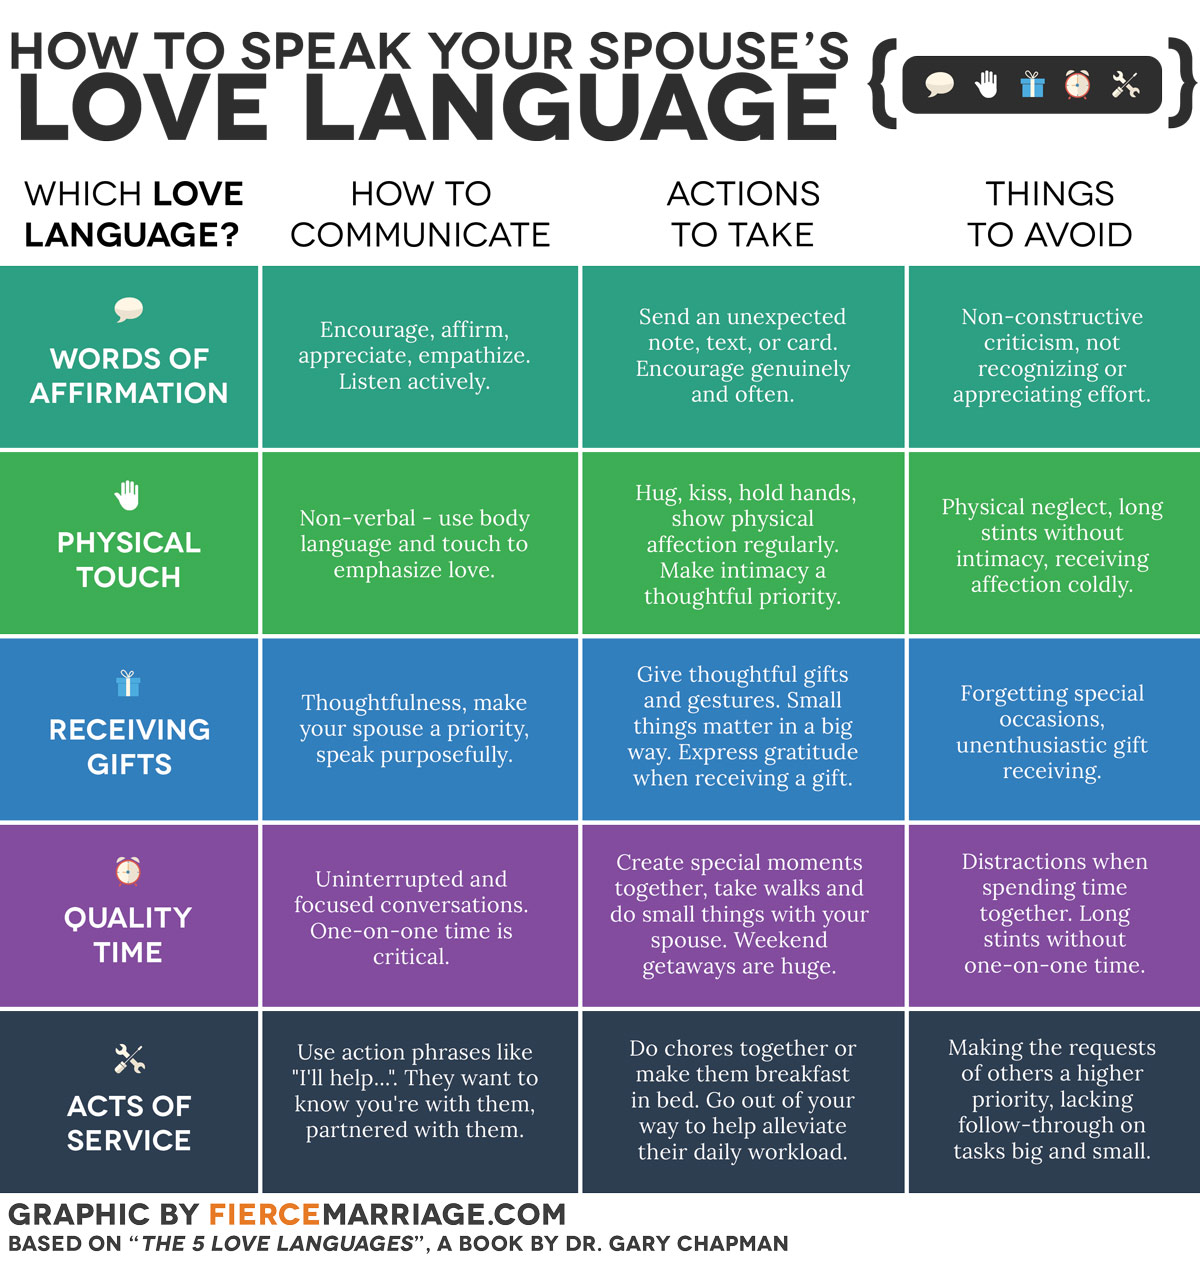 HOW TO SPEAK YOUR SPOUSE'S
LOVE LANGUAGE
WHICH LOVE
LANGUAGE?
HOW TO
COMMUNICATE
ACTIONS
TO TAKE
THINGS
TO AVOID
WORDS OF
AFFIRMATION
Encourage, affirm,
appreciate, empathize.
Listen actively.
Send an unexpected
note, text, or card.
Encourage genuinely
and often.
Non-constructive
criticism, not
recognizing or
appreciating effort.
PHYSICAL
TOUCH
Non-verbal - use body
language and touch to
emphasize love.
Hug, kiss, hold hands,
show physical
affection regularly.
Make intimacy a
thoughtful priority.
Physical neglect, long
stints without
intimacy, receiving
affection coldly.
RECEIVING
GIFTS
Thoughtfulness, make
your spouse a priority,
speak purposefully.
Give thoughtful gifts
and gestures. Small
things matter in a big
way. Express gratitude
when receiving a gift.
Forgetting special
occasions,
unenthusiastic gift
receiving.
QUALITY
TIME
Uninterrupted and
focused conversations.
One-on-one time is
critical.
Create special moments
together, take walks and
do small things with your
spouse. Weekend
getaways are huge.
Distractions when
spending time
together. Long
stints without
one-on-one time.
ACTS OF
SERVICE
Use action phrases like
"I'll help...". They want to
know you're with them,
partnered with them.
Do chores together or
make them breakfast
in bed. Go out of your
way to help alleviate
their daily workload.
Making the requests
of others a higher
priority, lacking
follow-through on
tasks big and small.
GRAPHIC BY FIERCEMARRIAGE.COM
BASED ON “THE 5 LOVE LANGUAGES”, A BOOK BY DR. GARY CHAPMAN